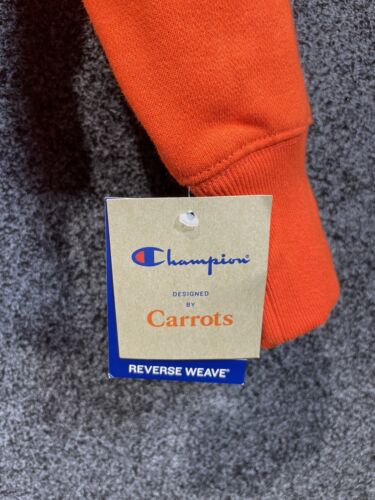 Champion®
DESIGNED
BY
Carrots
REVERSE WEAVE®